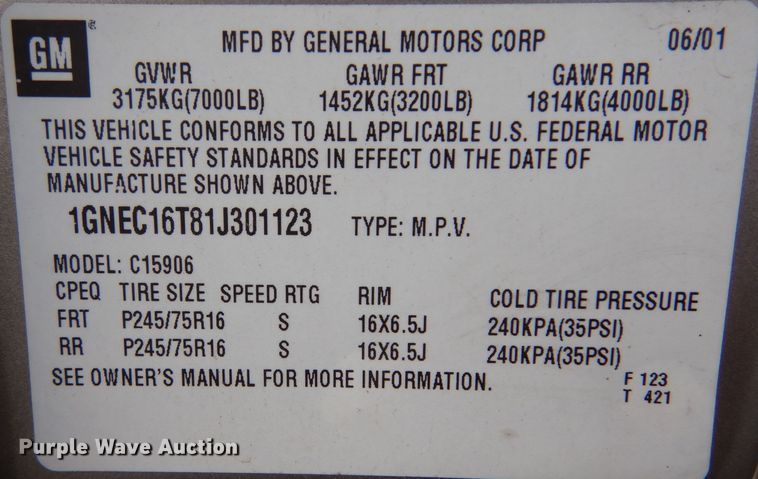 GM
MFD BY GENERAL MOTORS CORP 06/01
GVWR GAWR FRT GAWR RR
3175KG(7000LB) 1452KG(3200LB) 1814KG(4000LB)
THIS VEHICLE CONFORMS TO ALL APPLICABLE U.S. FEDERAL MOTOR
VEHICLE SAFETY STANDARDS IN EFFECT ON THE DATE OF
MANUFACTURE SHOWN ABOVE.
1GNEC16T81J301123 TYPE: M.P.V.
MODEL: C15906
CPEQ TIRE SIZE SPEED RTG RIM COLD TIRE PRESSURE
FRT P245/75R16 S 16X6.5J 240KPA(35PSI)
RR P245/75R16 S 16X6.5J 240KPA(35PSI)
SEE OWNER'S MANUAL FOR MORE INFORMATION. F 123
T 421
Purple Wave Auction